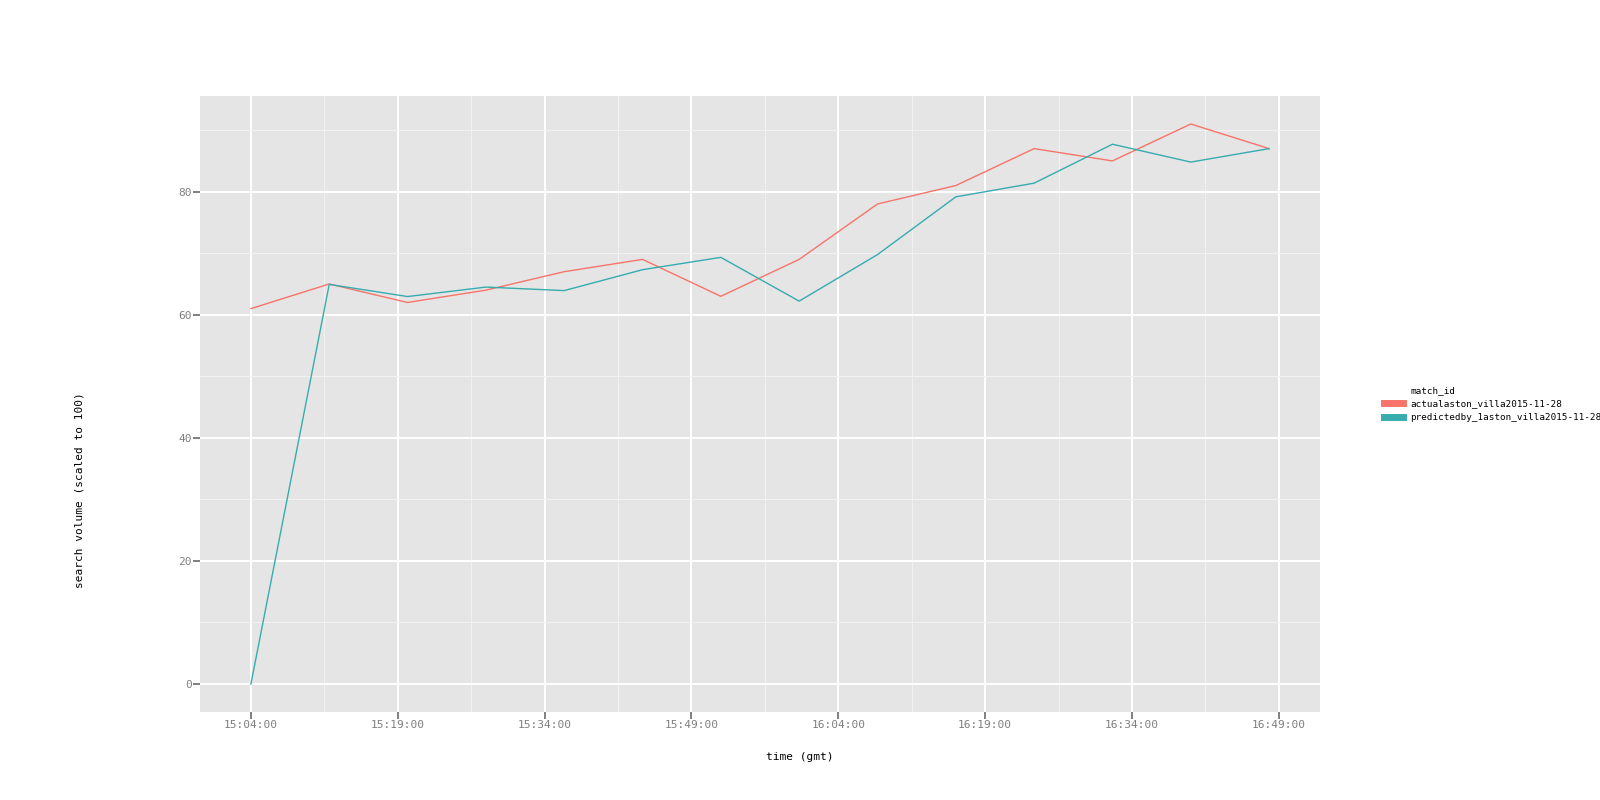 80
60
40
20
0
search volume (scaled to 100)
15:04:00 15:19:00 15:34:00 15:49:00 16:04:00 16:19:00 16:34:00 16:49:00
time (gmt)
match_id
actualaston_villa2015-11-28
predictedby_1aston_villa2015-11-28